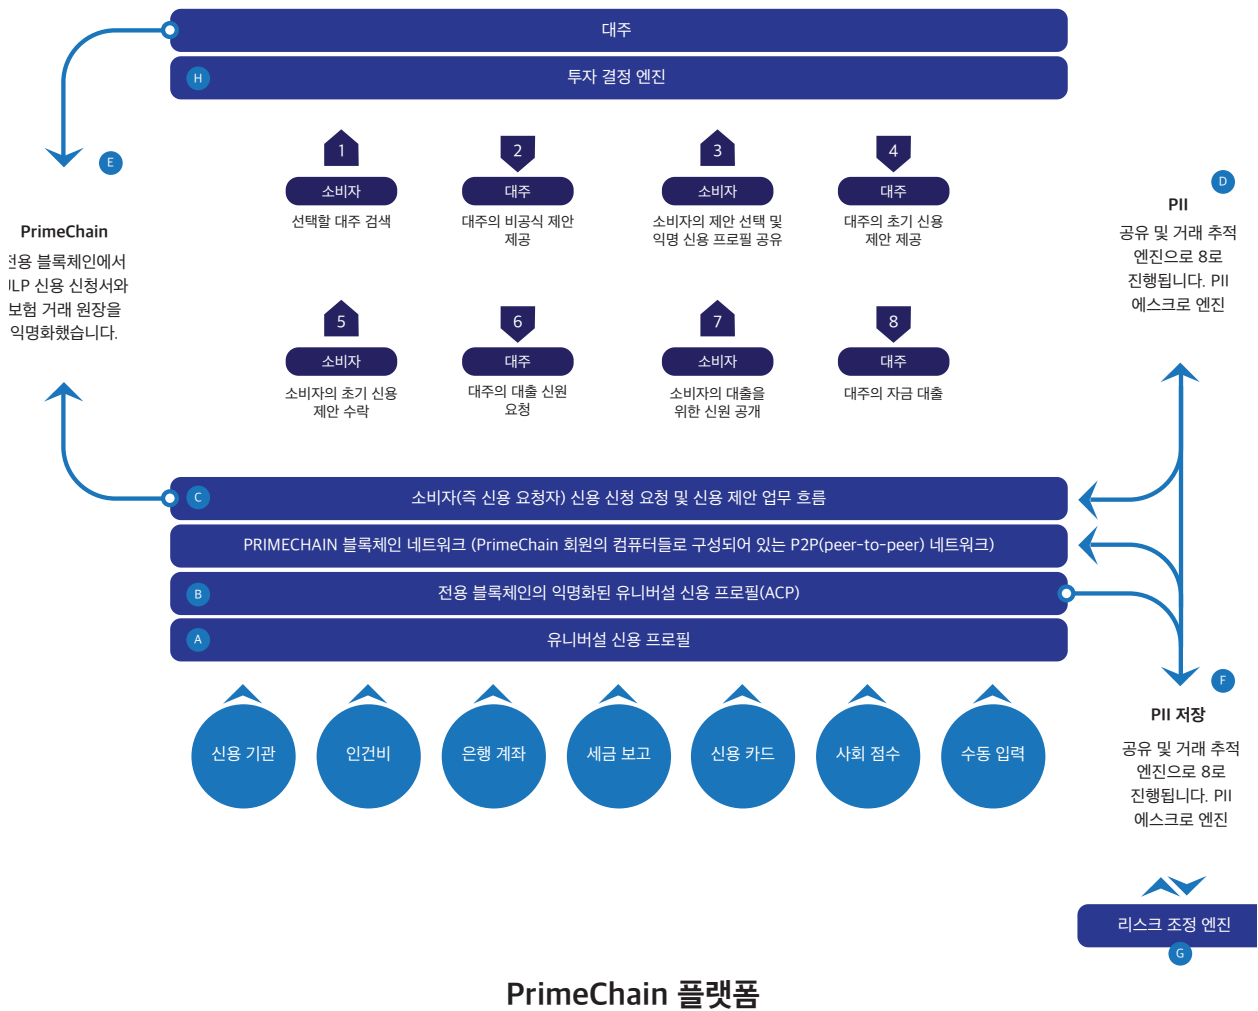 대주
H
투자 결정 엔진
E
PrimeChain
블록체인에서
신용 신청서와
보험 거래 원장을
익명화했습니다.
1
소비자
선택할 대주 검색
2
대주
대주의 비공식 제안
제공
3
소비자
소비자의 제안 선택 및
익명 신용 프로필 공유
4
대주
대주의 초기 신용
제안 제공
5
소비자
소비자의 초기 신용
제안 수락
6
대주
대주의 대출 신원
요청
7
소비자
소비자의 대출을
위한 신원 공개
8
대주
대주의 자금 대출
D
PII
공유 및 거래 추적
엔진으로 8로
진행됩니다. PII
에스크로 엔진
C
소비자(즉 신용 요청자) 신용 신청 요청 및 신용 제안 업무 흐름
PRIMECHAIN 블록체인 네트워크 (PrimeChain 회원의 컴퓨터들로 구성되어 있는 P2P(peer-to-peer) 네트워크)
B
전용 블록체인의 익명화된 유니버설 신용 프로필(ACP)
A
유니버설 신용 프로필
신용 기관
인건비
은행 계좌
세금 보고
신용 카드
사회 점수
수동 입력
F
PII 저장
공유 및 거래 추적
엔진으로 8로
진행됩니다. PII
에스크로 엔진
리스크 조정 엔진
G
PrimeChain 플랫폼